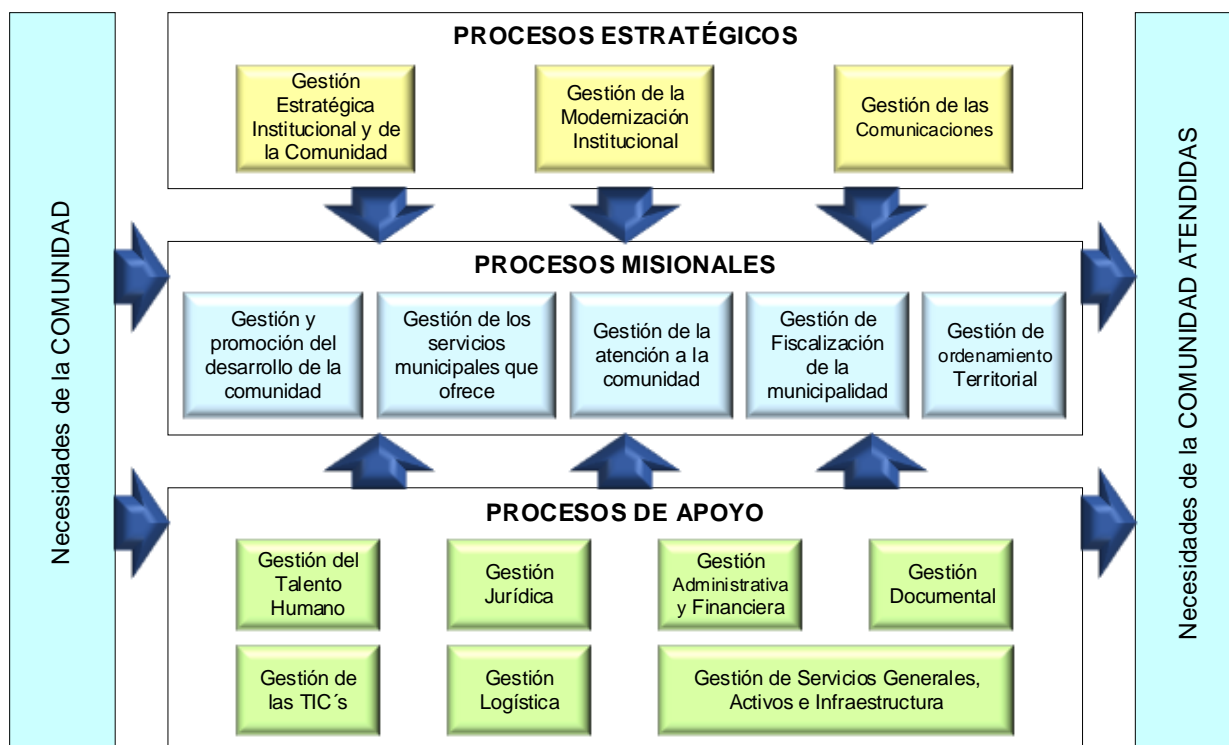 Necesidades de la COMUNIDAD
PROCESOS ESTRATÉGICOS
Gestión
Estratégica
Institucional y de
la Comunidad
Gestión de la
Modernización
Institucional
Gestión de las
Comunicaciones
PROCESOS MISIONALES
Gestión y
promoción del
desarrollo de la
comunidad
Gestión de los
servicios
municipales que
ofrece
Gestión de la
atención a la
comunidad
Gestión de
Fiscalización
de la
municipalidad
Gestión de
ordenamiento
Territorial
PROCESOS DE APOYO
Gestión del
Talento
Humano
Gestión
Jurídica
Gestión
Administrativa
y Financiera
Gestión
Documental
Gestión de
las TIC´s
Gestión
Logística
Gestión de Servicios Generales,
Activos e Infraestructura
Necesidades de la COMUNIDAD ATENDIDAS